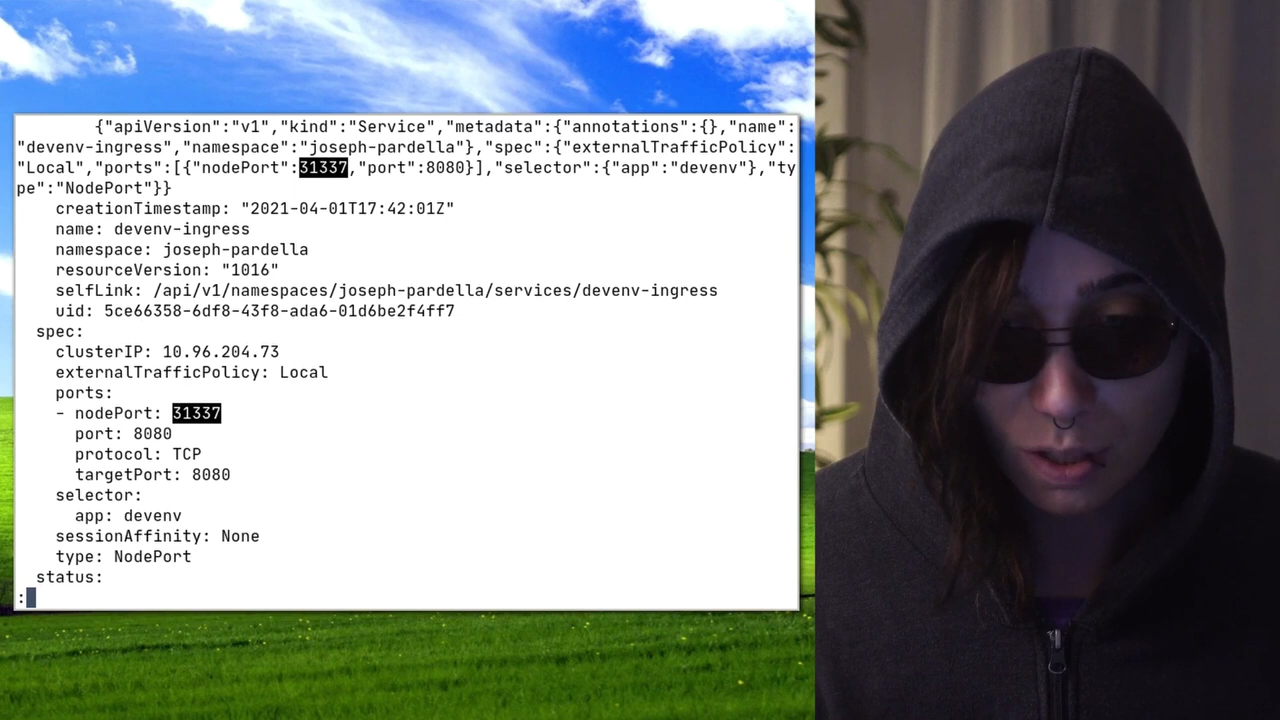 {"apiVersion":"v1","kind":"Service","metadata":{"annotations":{},"name":
"devenv-ingress","namespace":"joseph-pardella"},"spec":{"externalTrafficPolicy":
"Local","ports":[{"nodePort":31337,"port":8080}],"selector":{"app":"devenv"},"ty
pe":"NodePort"}}
creationTimestamp: "2021-04-01T17:42:01Z"
name: devenv-ingress
namespace: joseph-pardella
resourceVersion: "1016"
selfLink: /api/v1/namespaces/joseph-pardella/services/devenv-ingress
uid: 5ce66358-6df8-43f8-ada6-01d6be2f4ff7
spec:
clusterIP: 10.96.204.73
externalTrafficPolicy: Local
ports:
- nodePort: 31337
port: 8080
protocol: TCP
targetPort: 8080
selector:
app: devenv
sessionAffinity: None
type: NodePort
status:
: